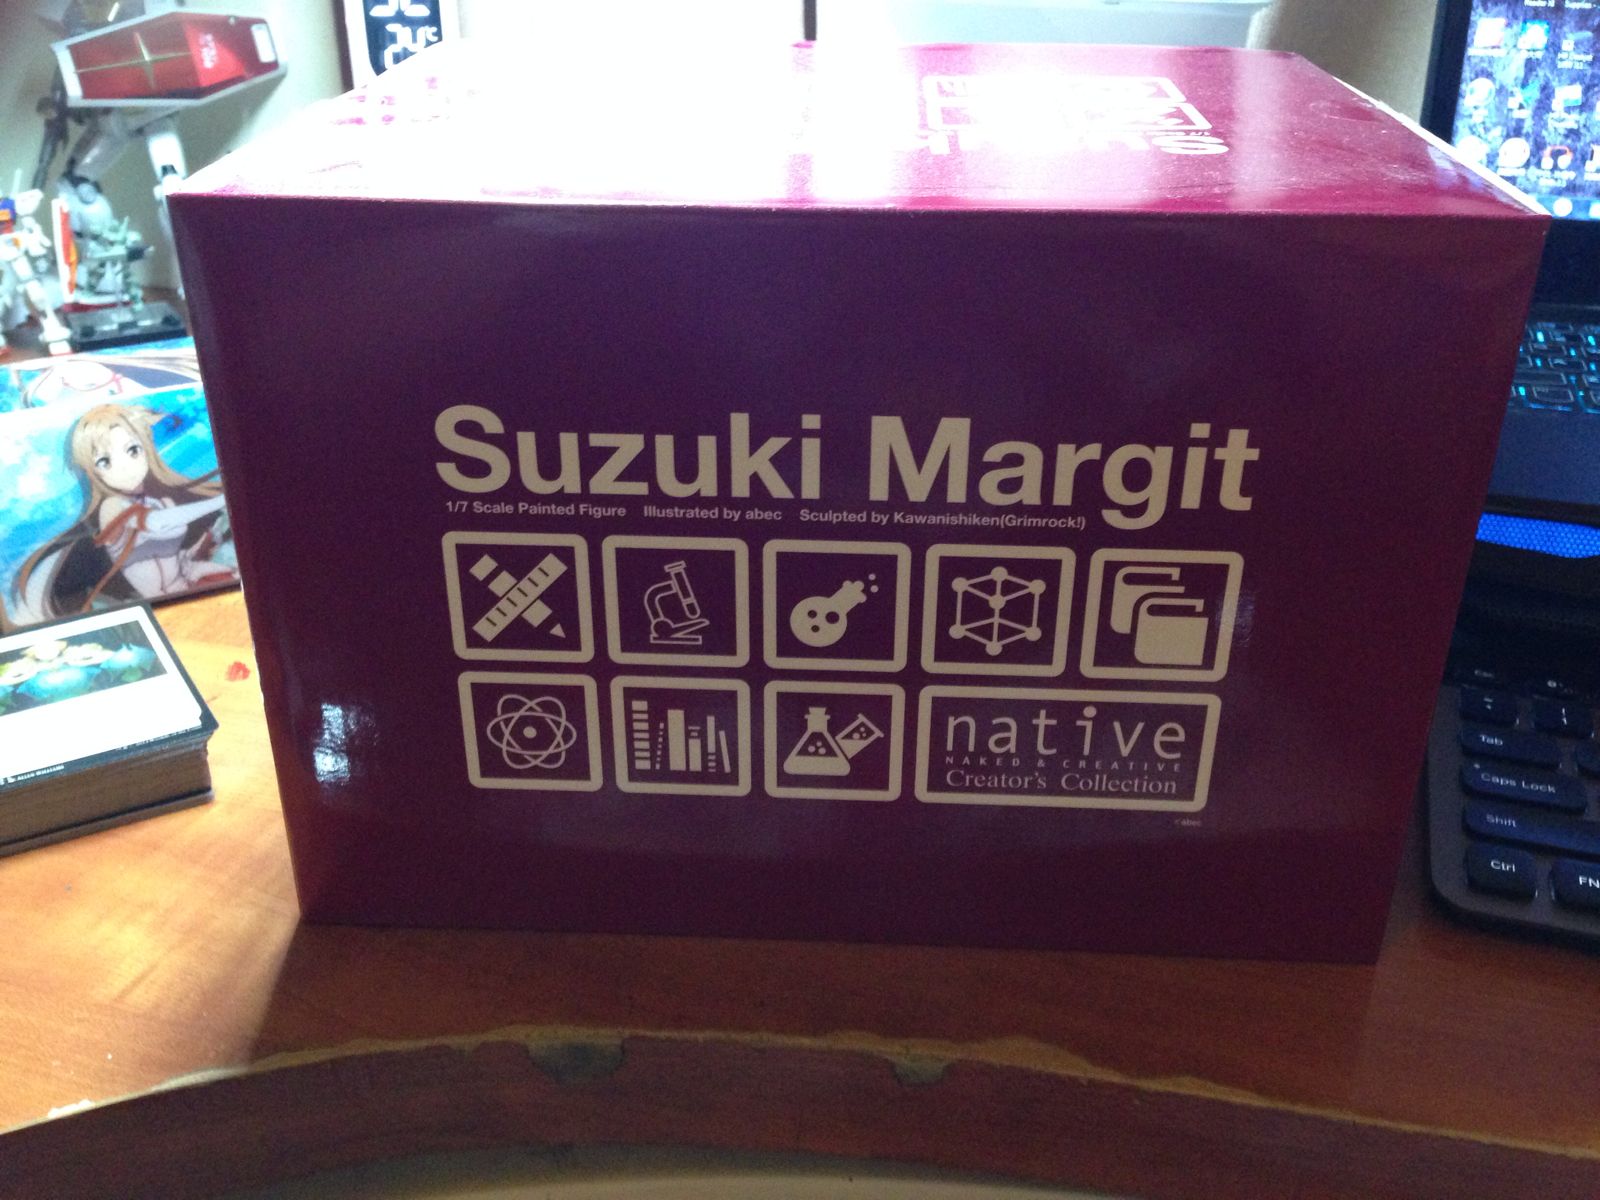 Suzuki Margit
1/7 Scale Painted Figure Illustrated by abec Sculpted by Kawanishiken(Grimrock!)
native
NAKED & CREATIVE
Creator's Collection
©abec
Tab
Caps Lock
Shift
Ctrl
FN